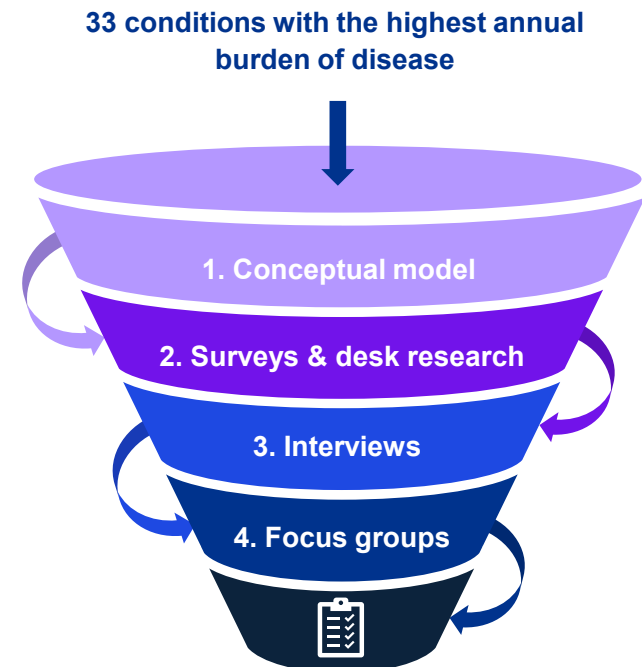 33 conditions with the highest annual
burden of disease
1. Conceptual model
2. Surveys & desk research
3. Interviews
4. Focus groups